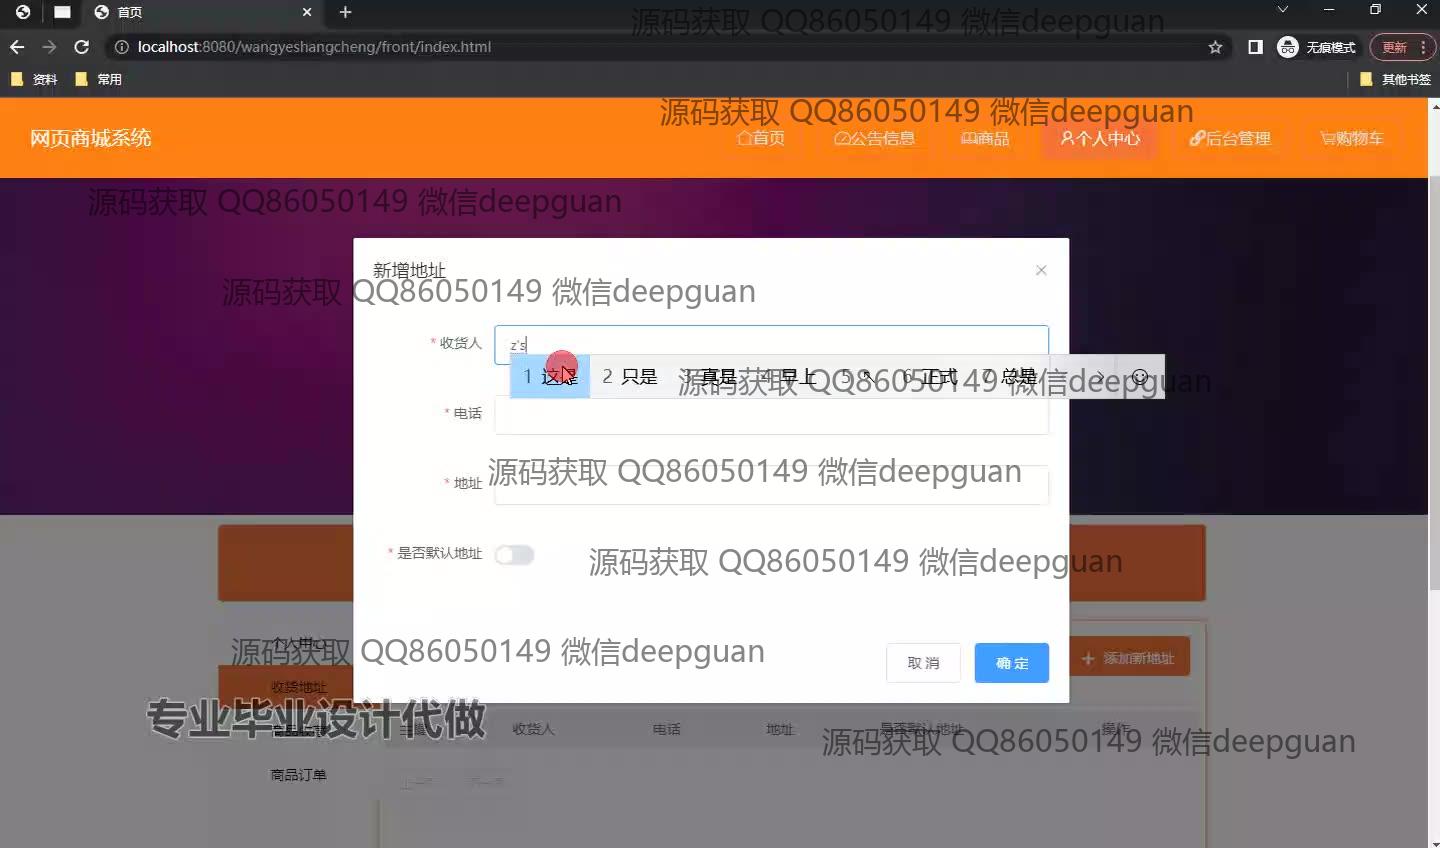 首页
localhost:8080/wangyeshangcheng/front/index.html
无痕模式
更新
资料
常用
其他书签
源码获取 QQ86050149 微信deepguan
源码获取 QQ86050149 微信deepguan
网页商城系统
首页
公告信息
商品
个人中心
后台管理
购物车
源码获取 QQ86050149 微信deepguan
新增地址
源码获取 QQ86050149 微信deepguan
* 收货人
z's
1 这是 2 只是 3 真是 4 早上 5 ↖ 6 正式 7 总是
源码获取 QQ86050149 微信deepguan
* 电话
* 地址
源码获取 QQ86050149 微信deepguan
* 是否默认地址
源码获取 QQ86050149 微信deepguan
个人中心
源码获取 QQ86050149 微信deepguan
取消
确定
+ 添加新地址
收货地址
专业毕业设计代做
收货人
电话
地址
是否默认地址
操作
源码获取 QQ86050149 微信deepguan
商品订单